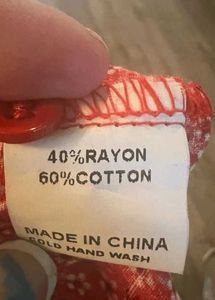 40%RAYON
60%COTTON
MADE IN CHINA
COLD HAND WASH